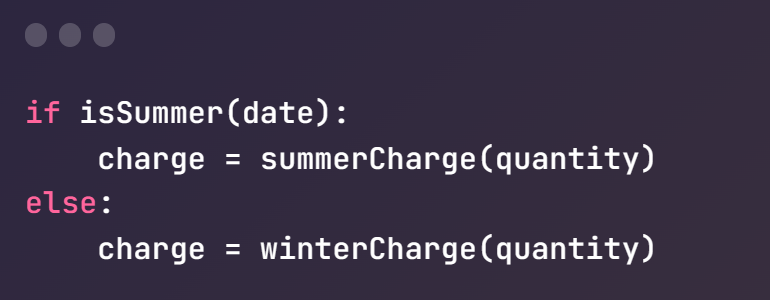 if isSummer(date):
    charge = summerCharge(quantity)
else:
    charge = winterCharge(quantity)